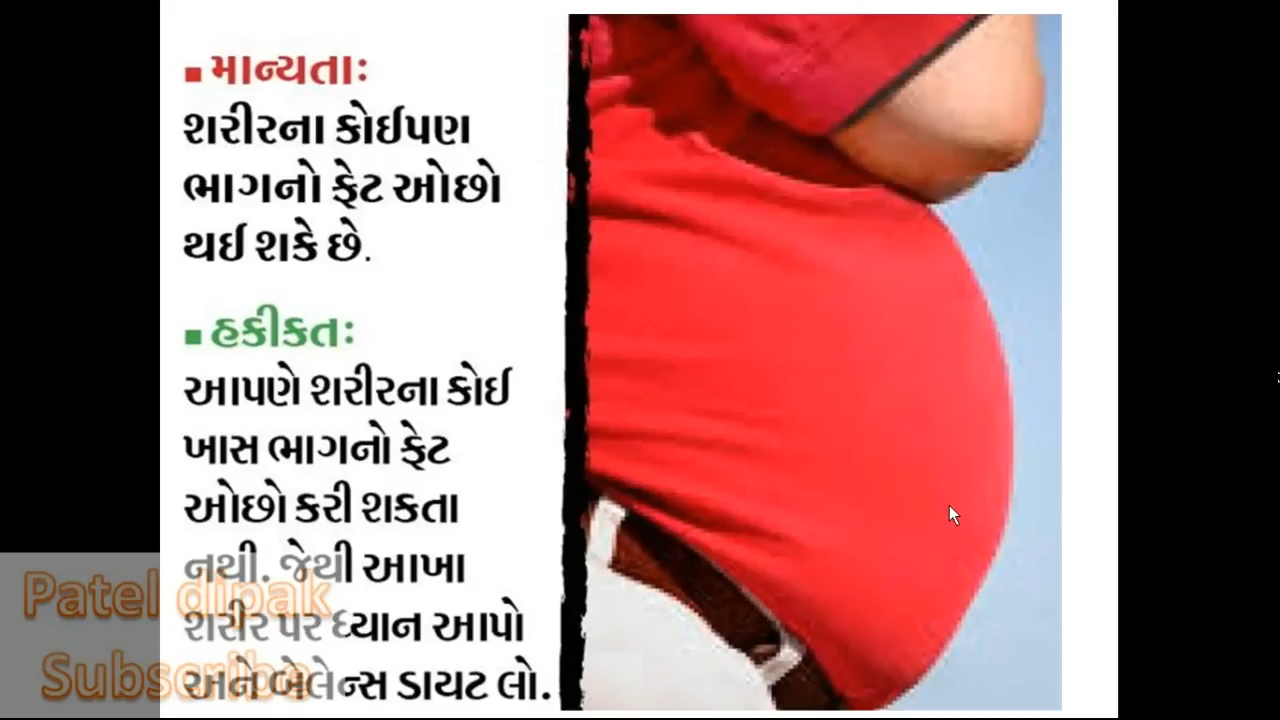 ▪ માન્યતાઃ
શરીરના કોઈપણ
ભાગનો ફેટ ઓછો
થઈ શકે છે.
▪ હકીકતઃ
આપણે શરીરના કોઈ
ખાસ ભાગનો ફેટ
ઓછો કરી શકતા
નથી. જેથી આખા
શરીર પર ધ્યાન આપો
અને બેલેન્સ ડાયટ લો.
Patel dipak
Subscribe